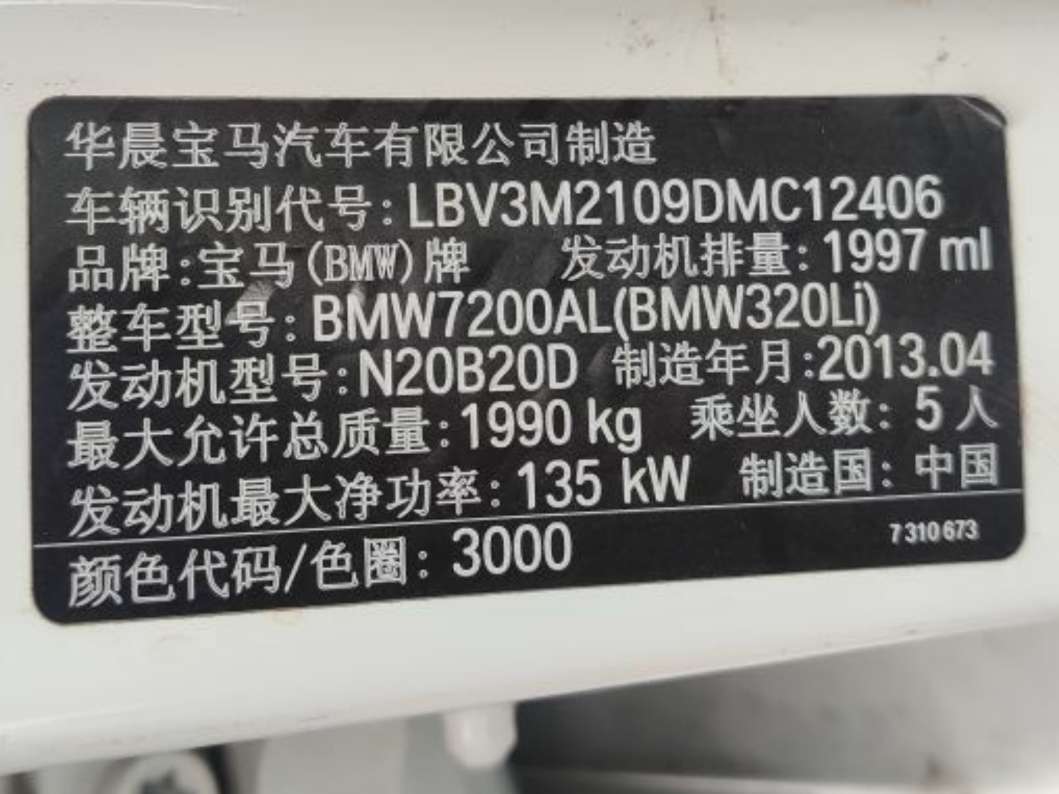 华晨宝马汽车有限公司制造
车辆识别代号:LBV3M2109DMC12406
品牌:宝马(BMW)牌 发动机排量:1997 ml
整车型号:BMW7200AL(BMW320Li)
发动机型号:N20B20D 制造年月:2013.04
最大允许总质量:1990 kg 乘坐人数:5人
发动机最大净功率:135 kW 制造国:中国
7310673
颜色代码/色圈:3000